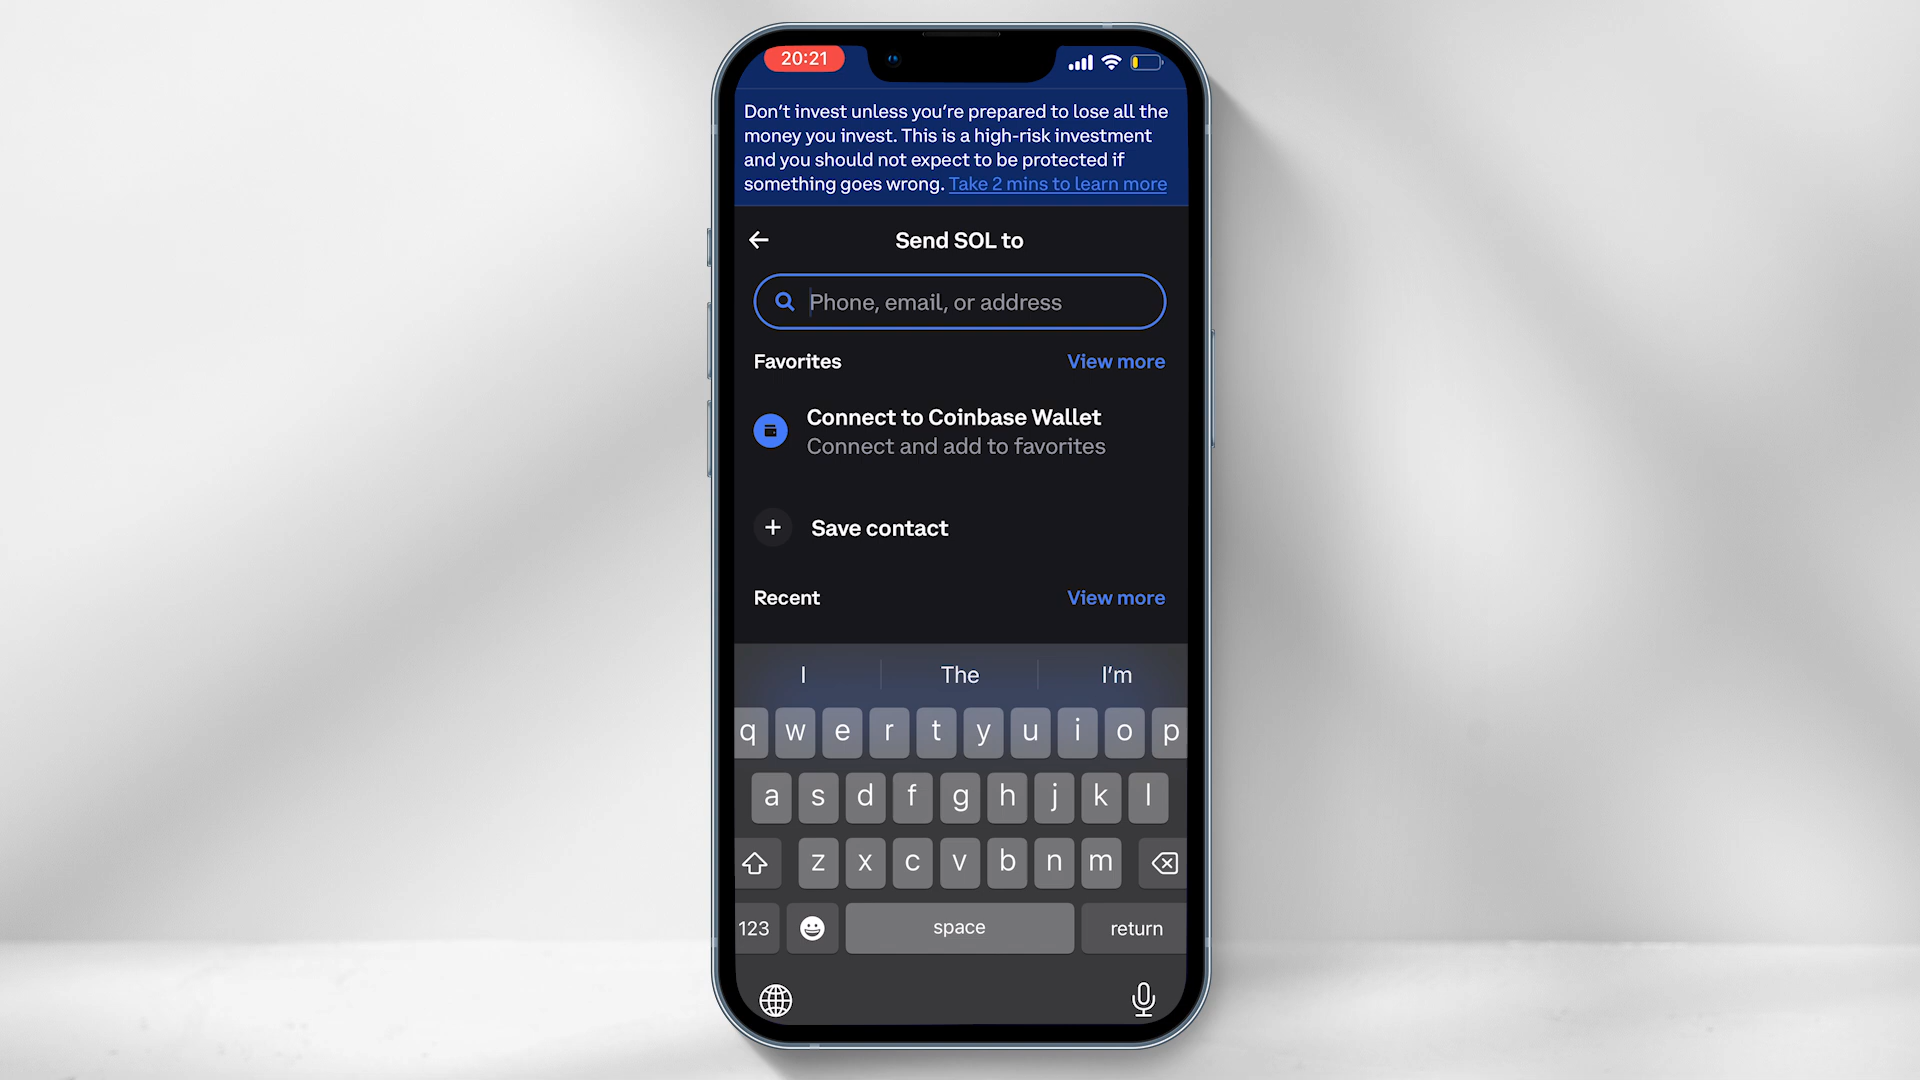 20:21
Don't invest unless you're prepared to lose all the
money you invest. This is a high-risk investment
and you should not expect to be protected if
something goes wrong. Take 2 mins to learn more
Send SOL to
Phone, email, or address
Favorites View more
Connect to Coinbase Wallet
Connect and add to favorites
+ Save contact
Recent View more
I The I'm
q w e r t y u i o p
a s d f g h j k l
z x c v b n m
123 space return